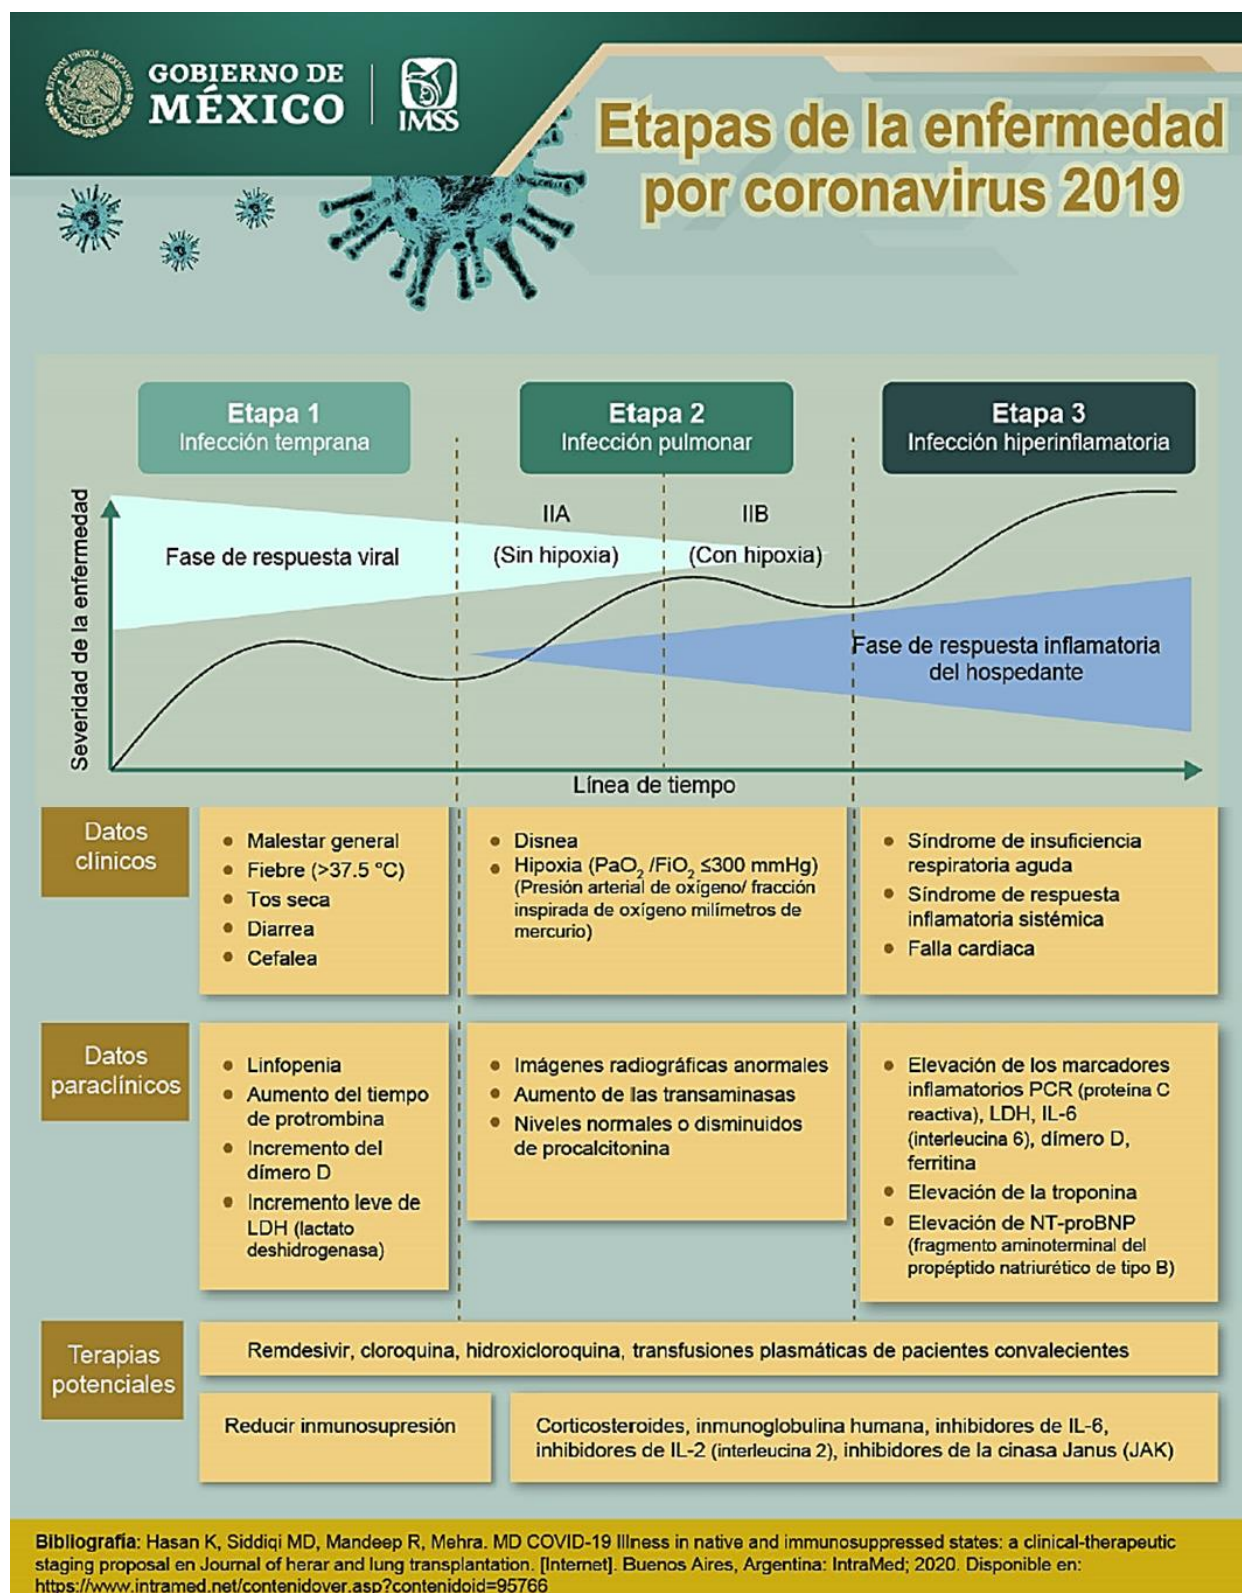 GOBIERNO DE
MÉXICO
IMSS
ESTADOS UNIDOS MEXICANOS
Etapas de la enfermedad
por coronavirus 2019
Etapa 1
Infección temprana
Etapa 2
Infección pulmonar
Etapa 3
Infección hiperinflamatoria
Severidad de la enfermedad
Fase de respuesta viral
IIA
(Sin hipoxia)
IIB
(Con hipoxia)
Fase de respuesta inflamatoria
del hospedante
Línea de tiempo
Datos
clínicos
• Malestar general
• Fiebre (>37.5 °C)
• Tos seca
• Diarrea
• Cefalea
• Disnea
• Hipoxia (PaO₂ /FiO₂ ≤300 mmHg)
(Presión arterial de oxígeno/ fracción
inspirada de oxígeno milímetros de
mercurio)
• Síndrome de insuficiencia
respiratoria aguda
• Síndrome de respuesta
inflamatoria sistémica
• Falla cardiaca
Datos
paraclínicos
• Linfopenia
• Aumento del tiempo
de protrombina
• Incremento del
dímero D
• Incremento leve de
LDH (lactato
deshidrogenasa)
• Imágenes radiográficas anormales
• Aumento de las transaminasas
• Niveles normales o disminuidos
de procalcitonina
• Elevación de los marcadores
inflamatorios PCR (proteína C
reactiva), LDH, IL-6
(interleucina 6), dímero D,
ferritina
• Elevación de la troponina
• Elevación de NT-proBNP
(fragmento aminoterminal del
propéptido natriurético de tipo B)
Terapias
potenciales
Remdesivir, cloroquina, hidroxicloroquina, transfusiones plasmáticas de pacientes convalecientes
Reducir inmunosupresión
Corticosteroides, inmunoglobulina humana, inhibidores de IL-6,
inhibidores de IL-2 (interleucina 2), inhibidores de la cinasa Janus (JAK)
Bibliografía: Hasan K, Siddiqi MD, Mandeep R, Mehra. MD COVID-19 Illness in native and immunosuppressed states: a clinical-therapeutic
staging proposal en Journal of herar and lung transplantation. [Internet]. Buenos Aires, Argentina: IntraMed; 2020. Disponible en:
https://www.intramed.net/contenidover.asp?contenidoid=95766